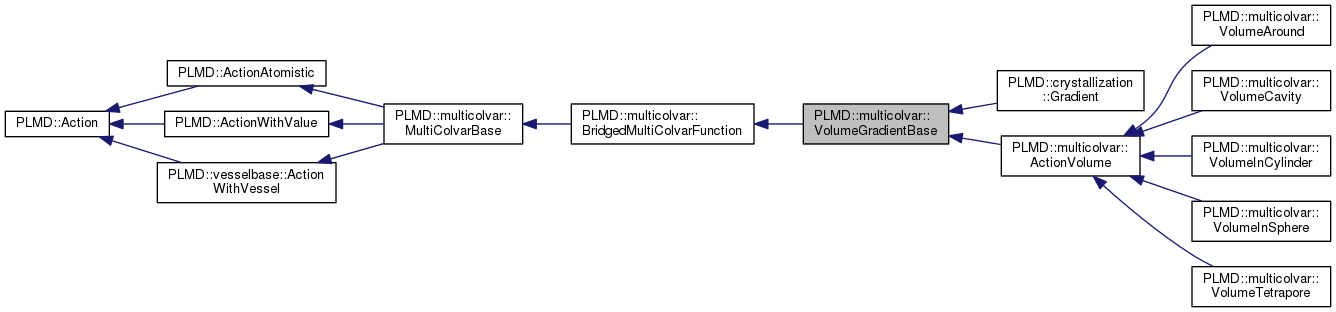 PLMD::Action
PLMD::ActionAtomistic
PLMD::ActionWithValue
PLMD::vesselbase::Action
WithVessel
PLMD::multicolvar::
MultiColvarBase
PLMD::multicolvar::
BridgedMultiColvarFunction
PLMD::multicolvar::
VolumeGradientBase
PLMD::crystallization
::Gradient
PLMD::multicolvar::
ActionVolume
PLMD::multicolvar::
VolumeAround
PLMD::multicolvar::
VolumeCavity
PLMD::multicolvar::
VolumeInCylinder
PLMD::multicolvar::
VolumeInSphere
PLMD::multicolvar::
VolumeTetrapore